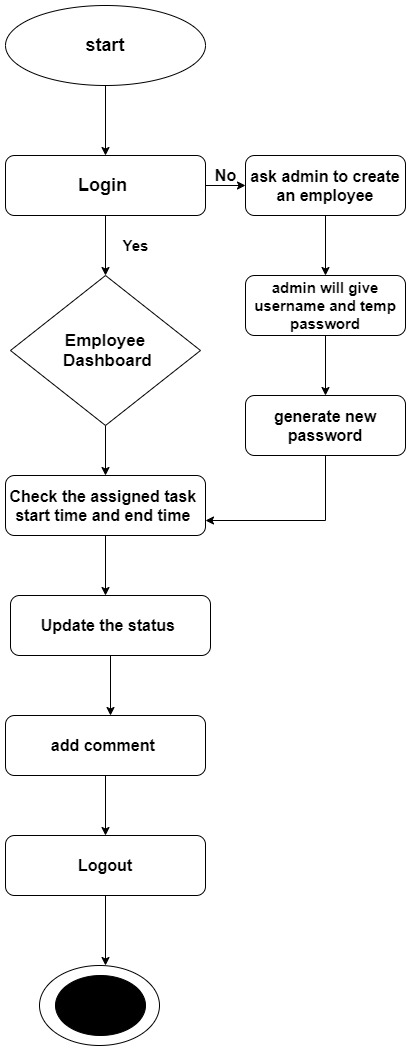 start
Login
No
ask admin to create
an employee
Yes
admin will give
username and temp
password
Employee
Dashboard
generate new
password
Check the assigned task
start time and end time
Update the status
add comment
Logout